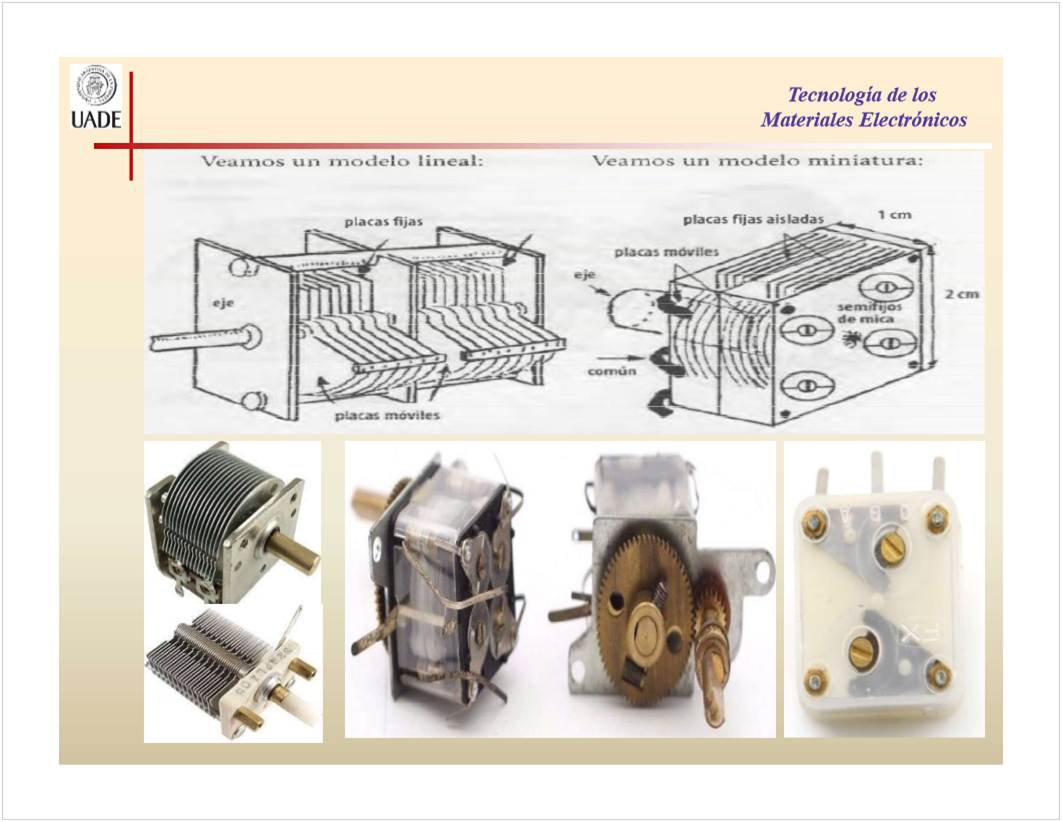 UADE
Tecnología de los
Materiales Electrónicos
Veamos un modelo lineal:
Veamos un modelo miniatura:
placas fijas
eje
placas móviles
placas fijas aisladas
1 cm
placas móviles
eje
2 cm
semifijos
de mica
común
FX